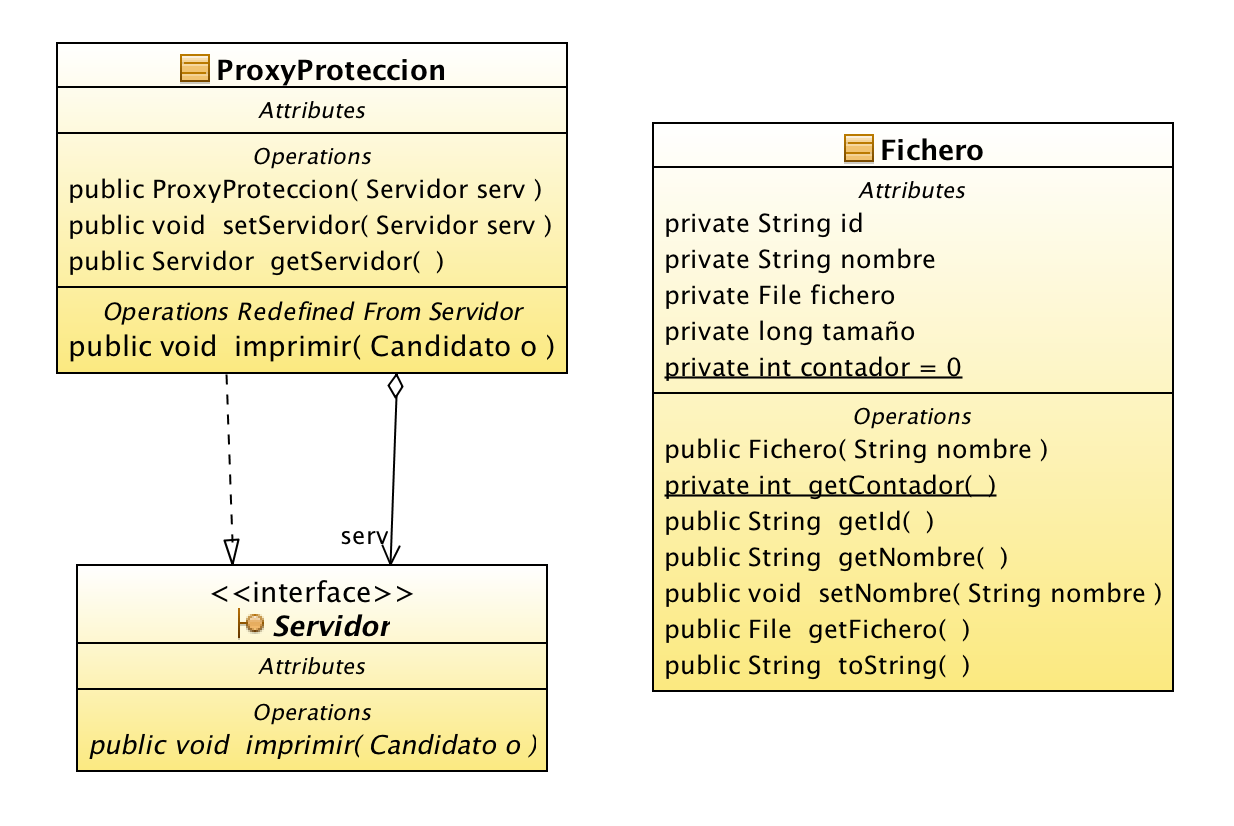 ProxyProteccion
Attributes
Operations
public ProxyProteccion( Servidor serv )
public void  setServidor( Servidor serv )
public Servidor  getServidor(  )
Operations Redefined From Servidor
public void  imprimir( Candidato o )
serv
<<interface>>
Servidor
Attributes
Operations
public void  imprimir( Candidato o )
Fichero
Attributes
private String id
private String nombre
private File fichero
private long tamaño
private int contador = 0
Operations
public Fichero( String nombre )
private int  getContador(  )
public String  getId(  )
public String  getNombre(  )
public void  setNombre( String nombre )
public File  getFichero(  )
public String  toString(  )